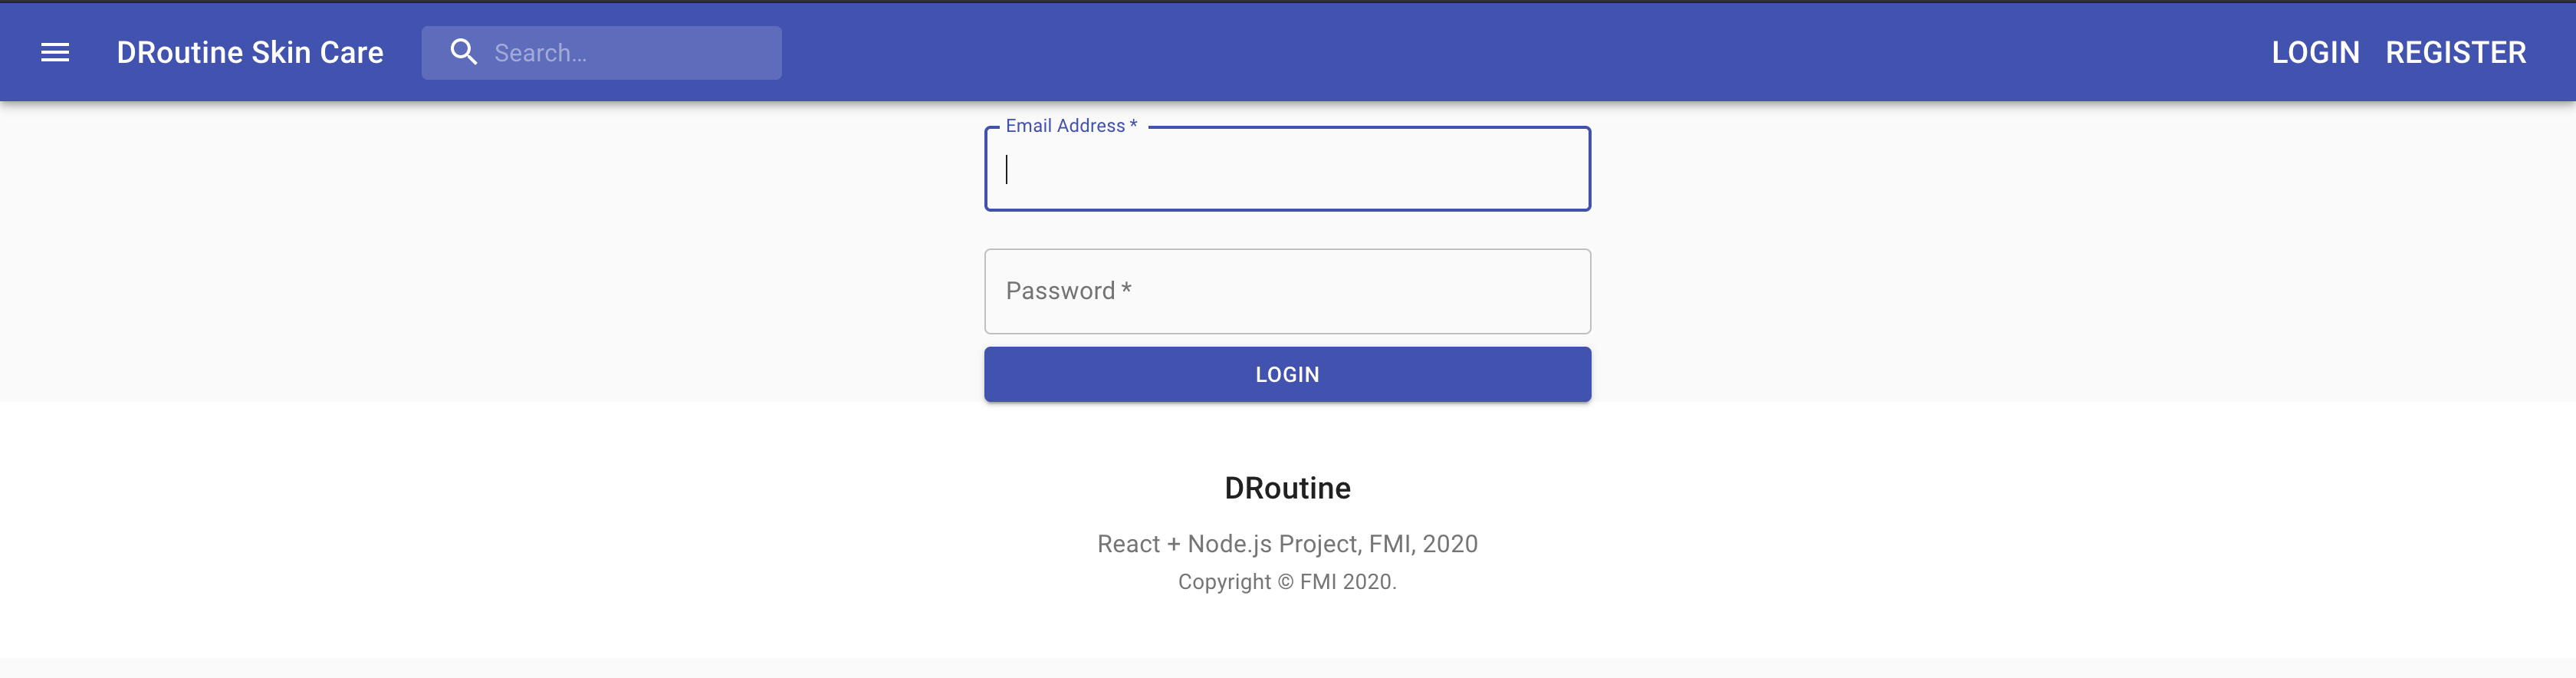 DRoutine Skin Care
Search...
LOGIN REGISTER
Email Address *
Password *
LOGIN
DRoutine
React + Node.js Project, FMI, 2020
Copyright © FMI 2020.